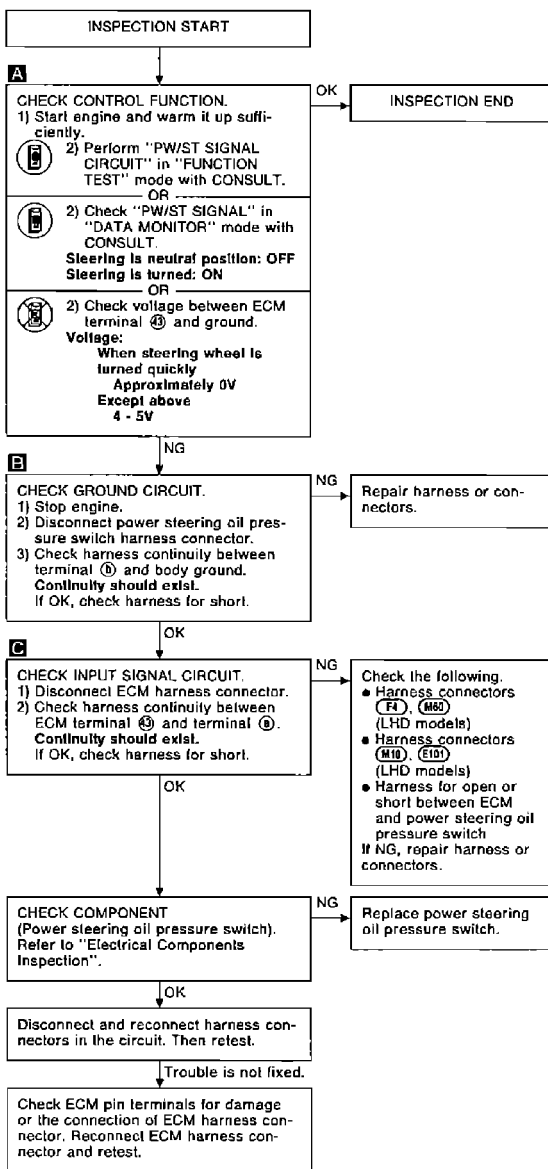 INSPECTION START
A
CHECK CONTROL FUNCTION.
1) Start engine and warm it up suffi-
ciently.
2) Perform "PW/ST SIGNAL
CIRCUIT" in "FUNCTION
TEST" mode with CONSULT.
OR
2) Check "PW/ST SIGNAL" in
"DATA MONITOR" mode with
CONSULT.
Steering is neutral position: OFF
Steering is turned: ON
OR
2) Check voltage between ECM
terminal 43 and ground.
Voltage:
When steering wheel is
turned quickly
Approximately 0V
Except above
4 - 5V
OK
INSPECTION END
NG
B
CHECK GROUND CIRCUIT.
1) Stop engine.
2) Disconnect power steering oil pres-
sure switch harness connector.
3) Check harness continuity between
terminal ⓑ and body ground.
Continuity should exist.
If OK, check harness for short.
NG
Repair harness or con-
nectors.
OK
C
CHECK INPUT SIGNAL CIRCUIT.
1) Disconnect ECM harness connector.
2) Check harness continuity between
ECM terminal 43 and terminal ⓐ.
Continuity should exist.
If OK, check harness for short.
NG
Check the following.
● Harness connectors
F4, M60
(LHD models)
● Harness connectors
M10, E101
(LHD models)
● Harness for open or
short between ECM
and power steering oil
pressure switch
If NG, repair harness or
connectors.
OK
CHECK COMPONENT
(Power steering oil pressure switch).
Refer to "Electrical Components
Inspection".
NG
Replace power steering
oil pressure switch.
OK
Disconnect and reconnect harness con-
nectors in the circuit. Then retest.
Trouble is not fixed.
Check ECM pin terminals for damage
or the connection of ECM harness con-
nector. Reconnect ECM harness con-
nector and retest.